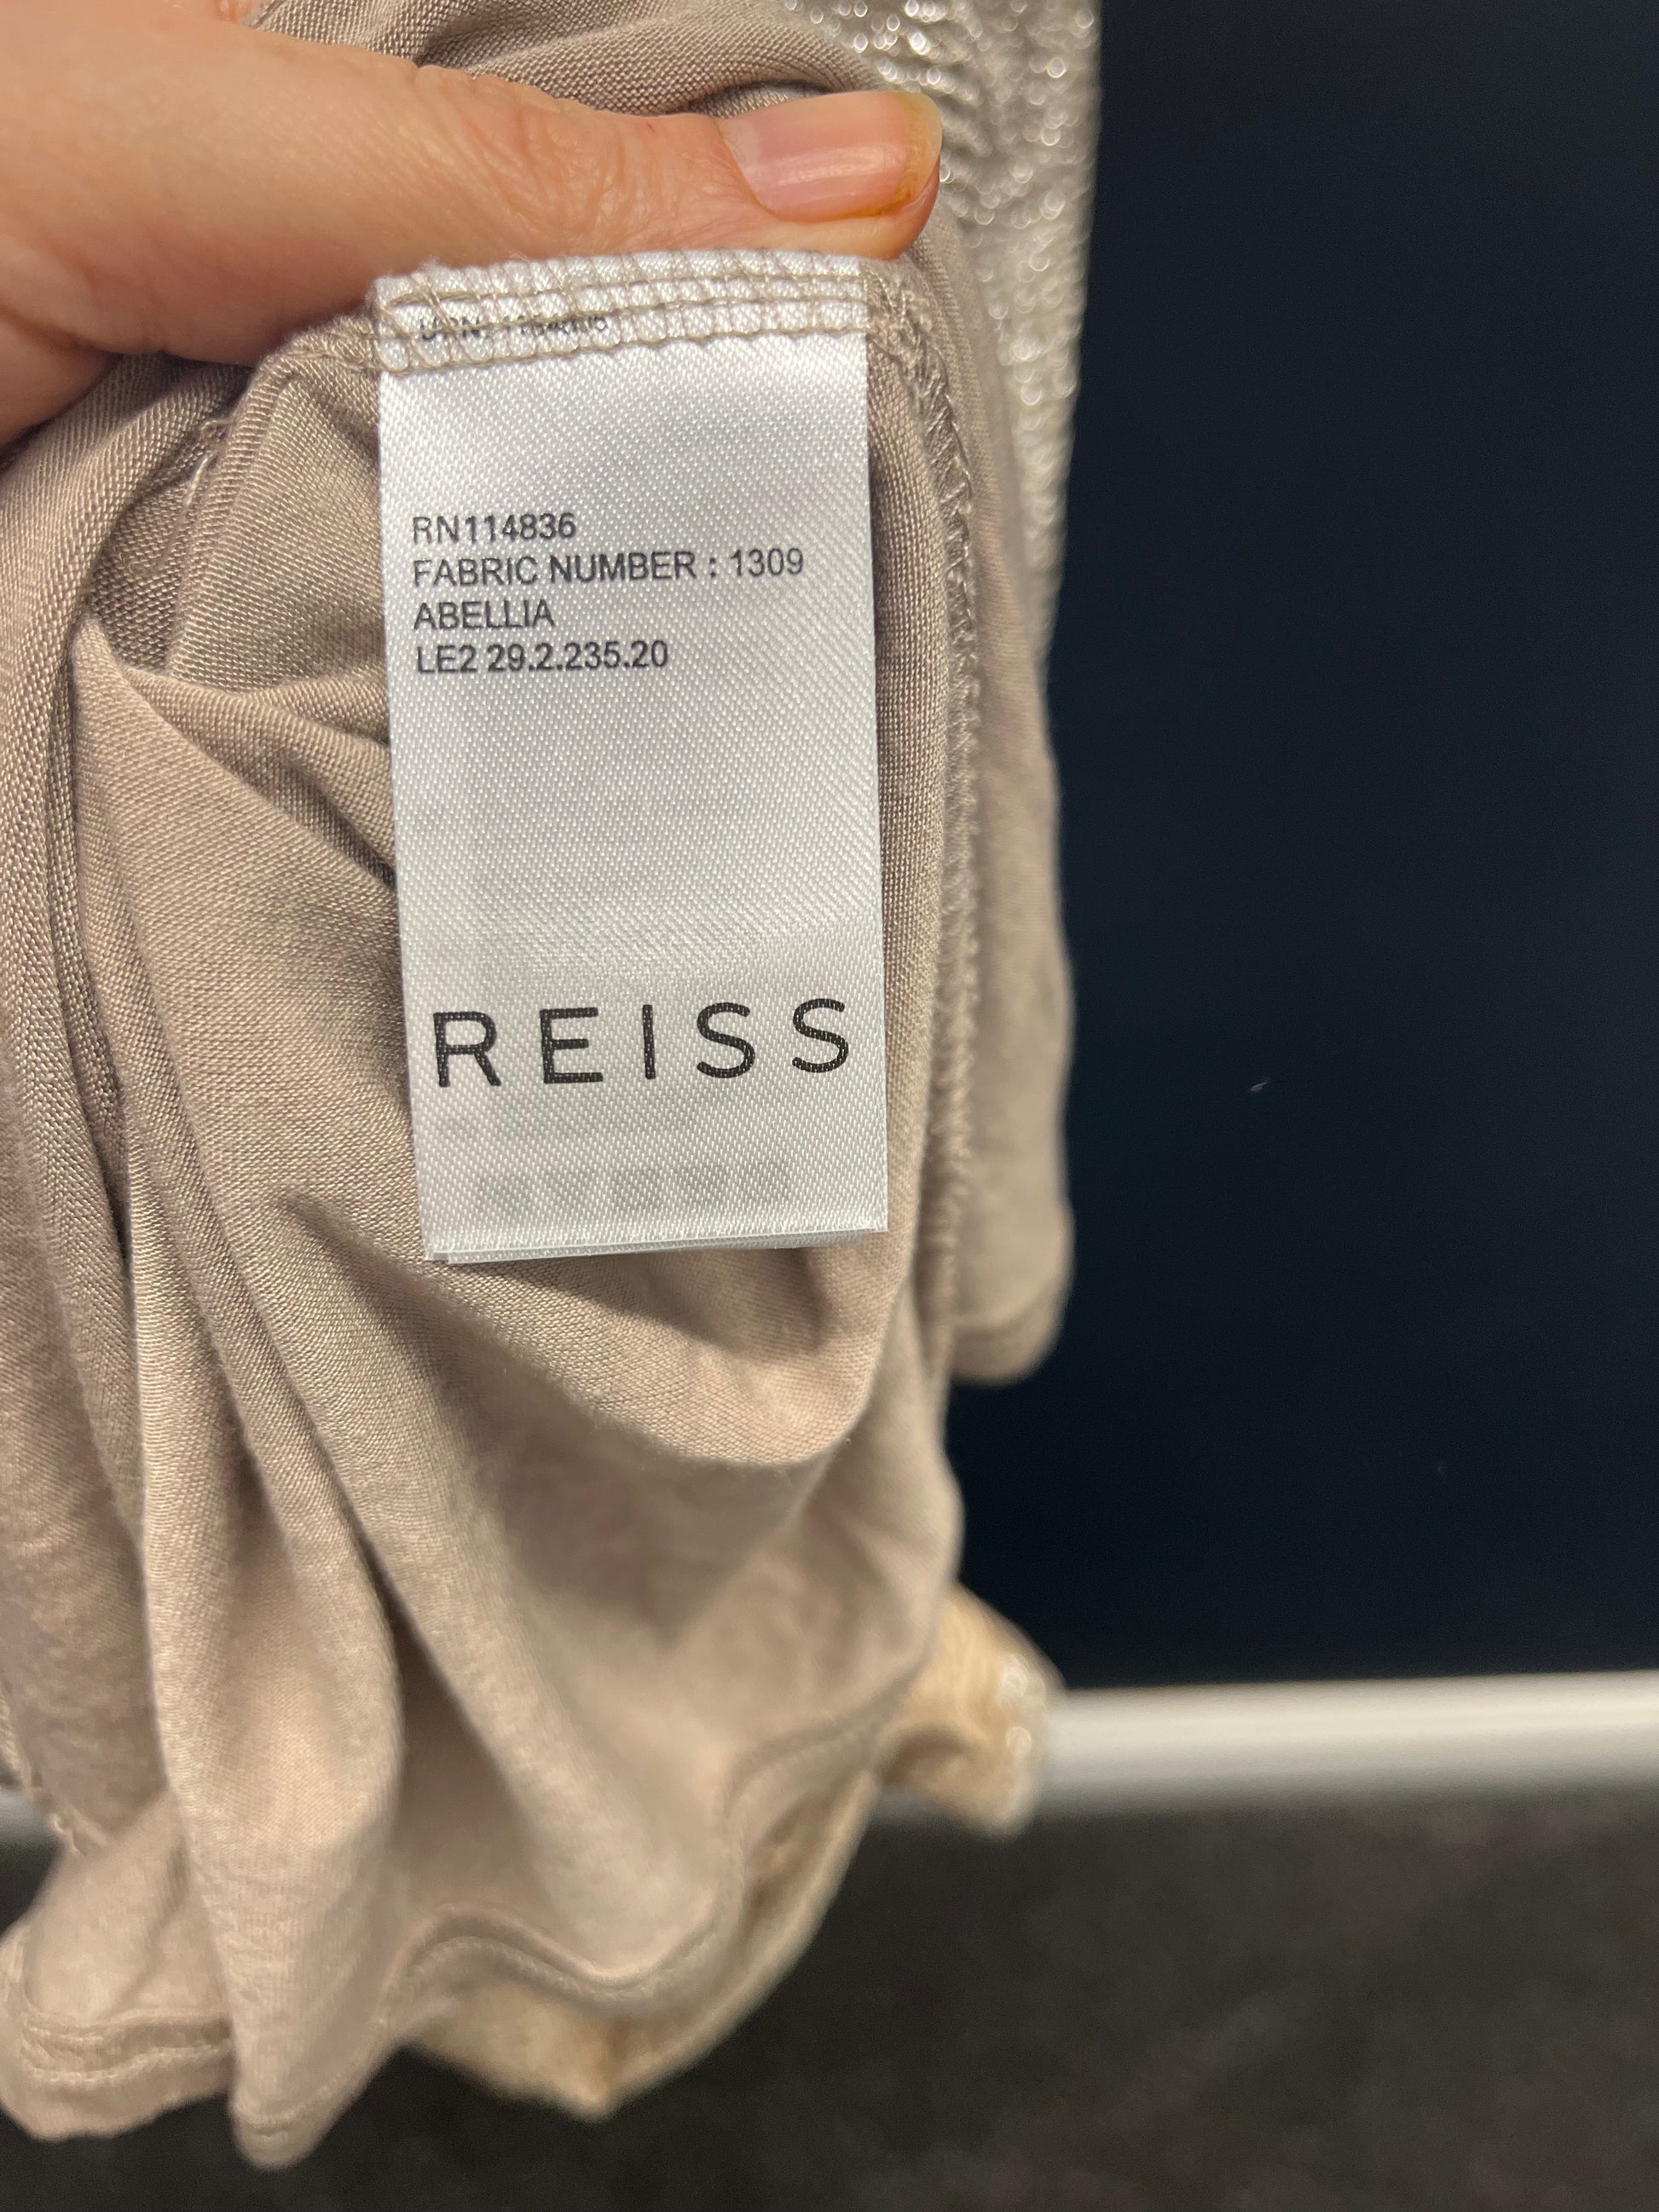 RN114836
FABRIC NUMBER : 1309
ABELLIA
LE2 29.2.235.20
REISS